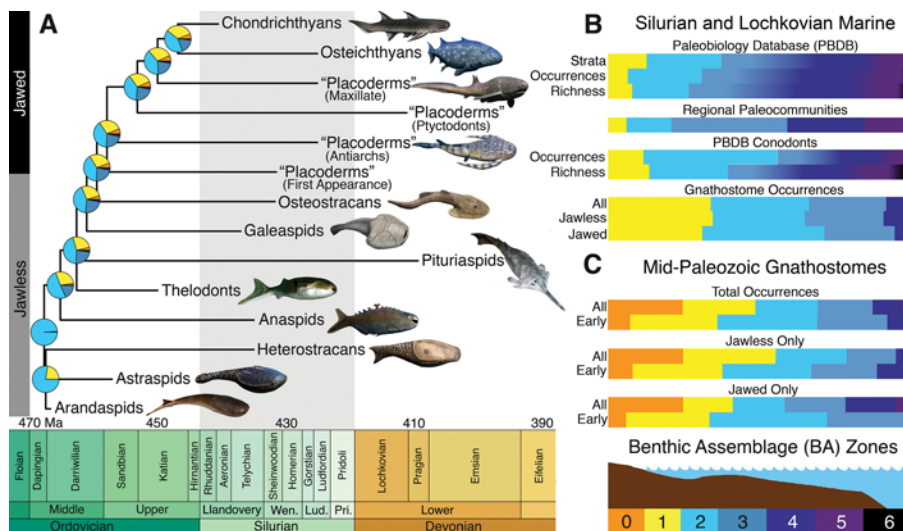 A
Jawed
Jawless
Chondrichthyans
Osteichthyans
"Placoderms"
(Maxillate)
"Placoderms"
(Ptyctodonts)
"Placoderms"
(Antiarchs)
"Placoderms"
(First Appearance)
Osteostracans
Galeaspids
Pituriaspids
Thelodonts
Anaspids
Heterostracans
Astraspids
Arandaspids
470 Ma 450 430 410 390
Floian
Dapingian
Darriwilian
Sandbian
Katian
Hirnantian
Rhuddanian
Aeronian
Telychian
Sheinwoodian
Homerian
Gorstian
Ludfordian
Pridoli
Lochkovian
Pragian
Emsian
Eifelian
Middle Upper Llandovery Wen. Lud. Pri. Lower
Ordovician Silurian Devonian
B Silurian and Lochkovian Marine
Paleobiology Database (PBDB)
Strata
Occurrences
Richness
Regional Paleocommunities
PBDB Conodonts
Occurrences
Richness
Gnathostome Occurrences
All
Jawless
Jawed
C Mid-Paleozoic Gnathostomes
Total Occurrences
All
Early
Jawless Only
All
Early
Jawed Only
All
Early
Benthic Assemblage (BA) Zones
0 1 2 3 4 5 6